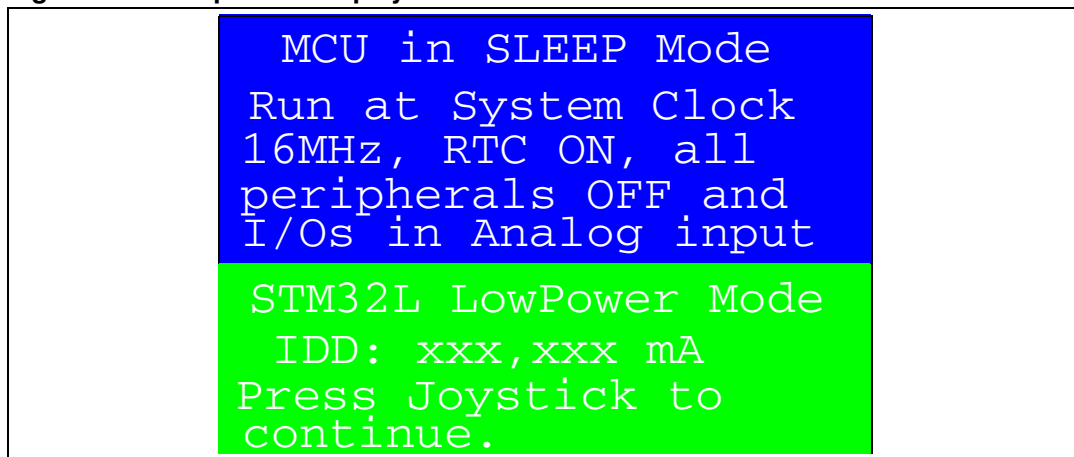 MCU in SLEEP Mode
Run at System Clock
16MHz, RTC ON, all
peripherals OFF and
I/Os in Analog input
STM32L LowPower Mode
IDD: xxx,xxx mA
Press Joystick to
continue.